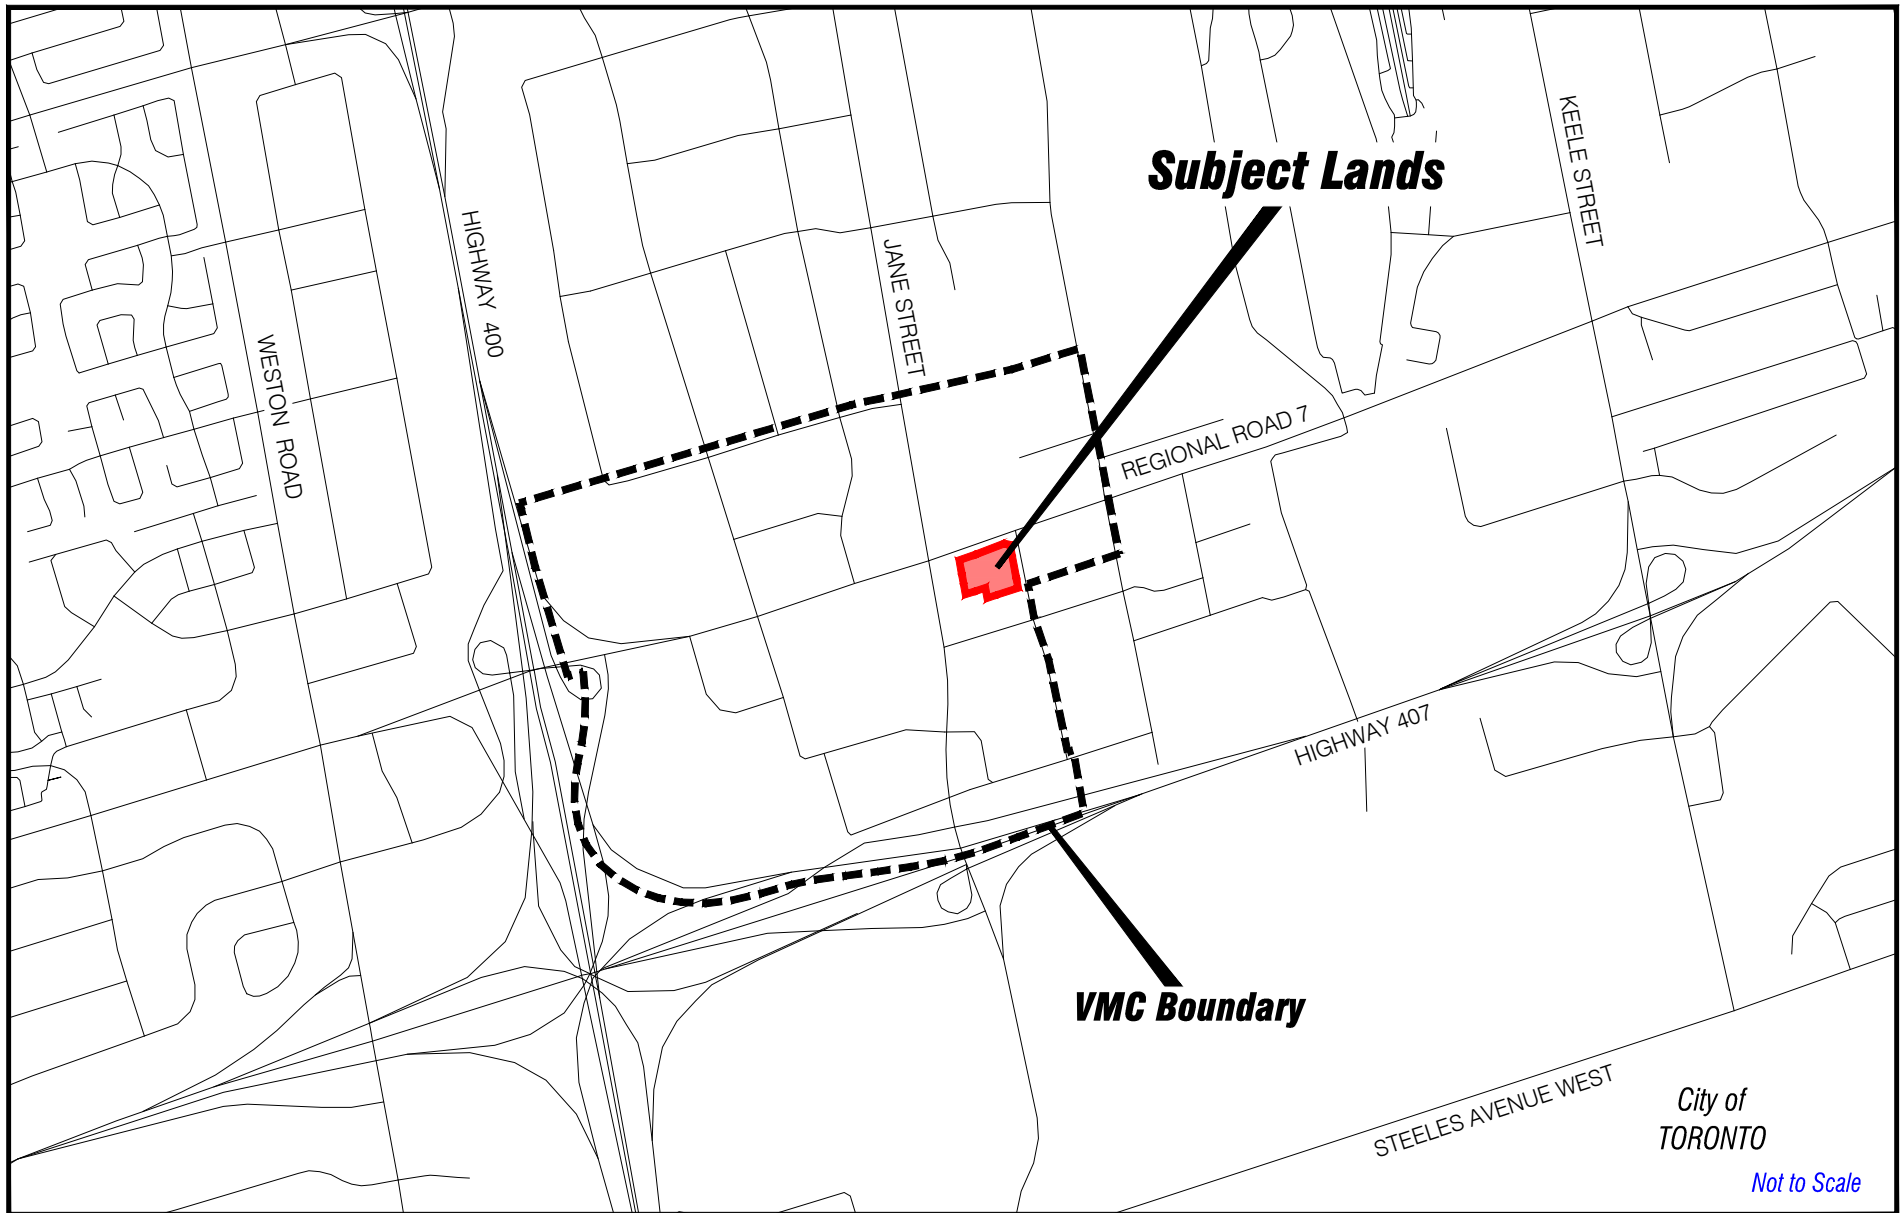 Subject Lands
KEELE STREET
HIGHWAY 400
JANE STREET
WESTON ROAD
REGIONAL ROAD 7
HIGHWAY 407
VMC Boundary
STEELES AVENUE WEST
City of
TORONTO
Not to Scale